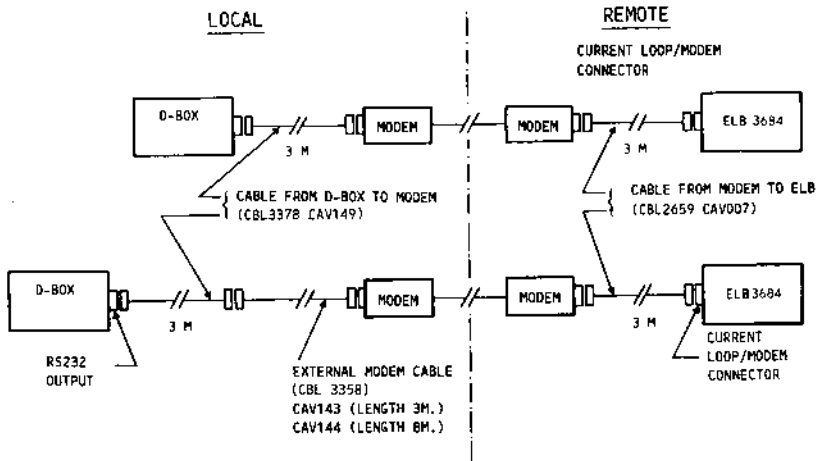 LOCAL
REMOTE
CURRENT LOOP/MODEM
CONNECTOR
D-BOX
MODEM
MODEM
ELB 3684
3 M
3 M
CABLE FROM D-BOX TO MODEM
(CBL3378 CAV149)
CABLE FROM MODEM TO ELB
(CBL2659 CAV007)
D-BOX
MODEM
MODEM
ELB3684
3 M
3 M
RS232
OUTPUT
EXTERNAL MODEM CABLE
(CBL 3358)
CAV143 (LENGTH 3M.)
CAV144 (LENGTH 8M.)
CURRENT
LOOP/MODEM
CONNECTOR